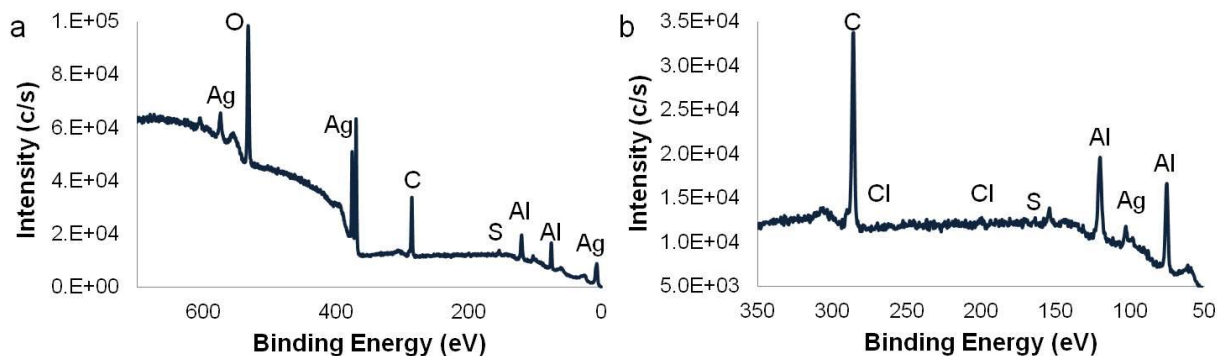 a
Intensity (c/s)
1.E+05
8.E+04
6.E+04
4.E+04
2.E+04
0.E+00
O
Ag
Ag
C
S
Al
Al
Ag
600
400
200
0
Binding Energy (eV)
b
Intensity (c/s)
3.5E+04
3.0E+04
2.5E+04
2.0E+04
1.5E+04
1.0E+04
5.0E+03
C
Cl
Cl
S
Al
Ag
Al
350
300
250
200
150
100
50
Binding Energy (eV)